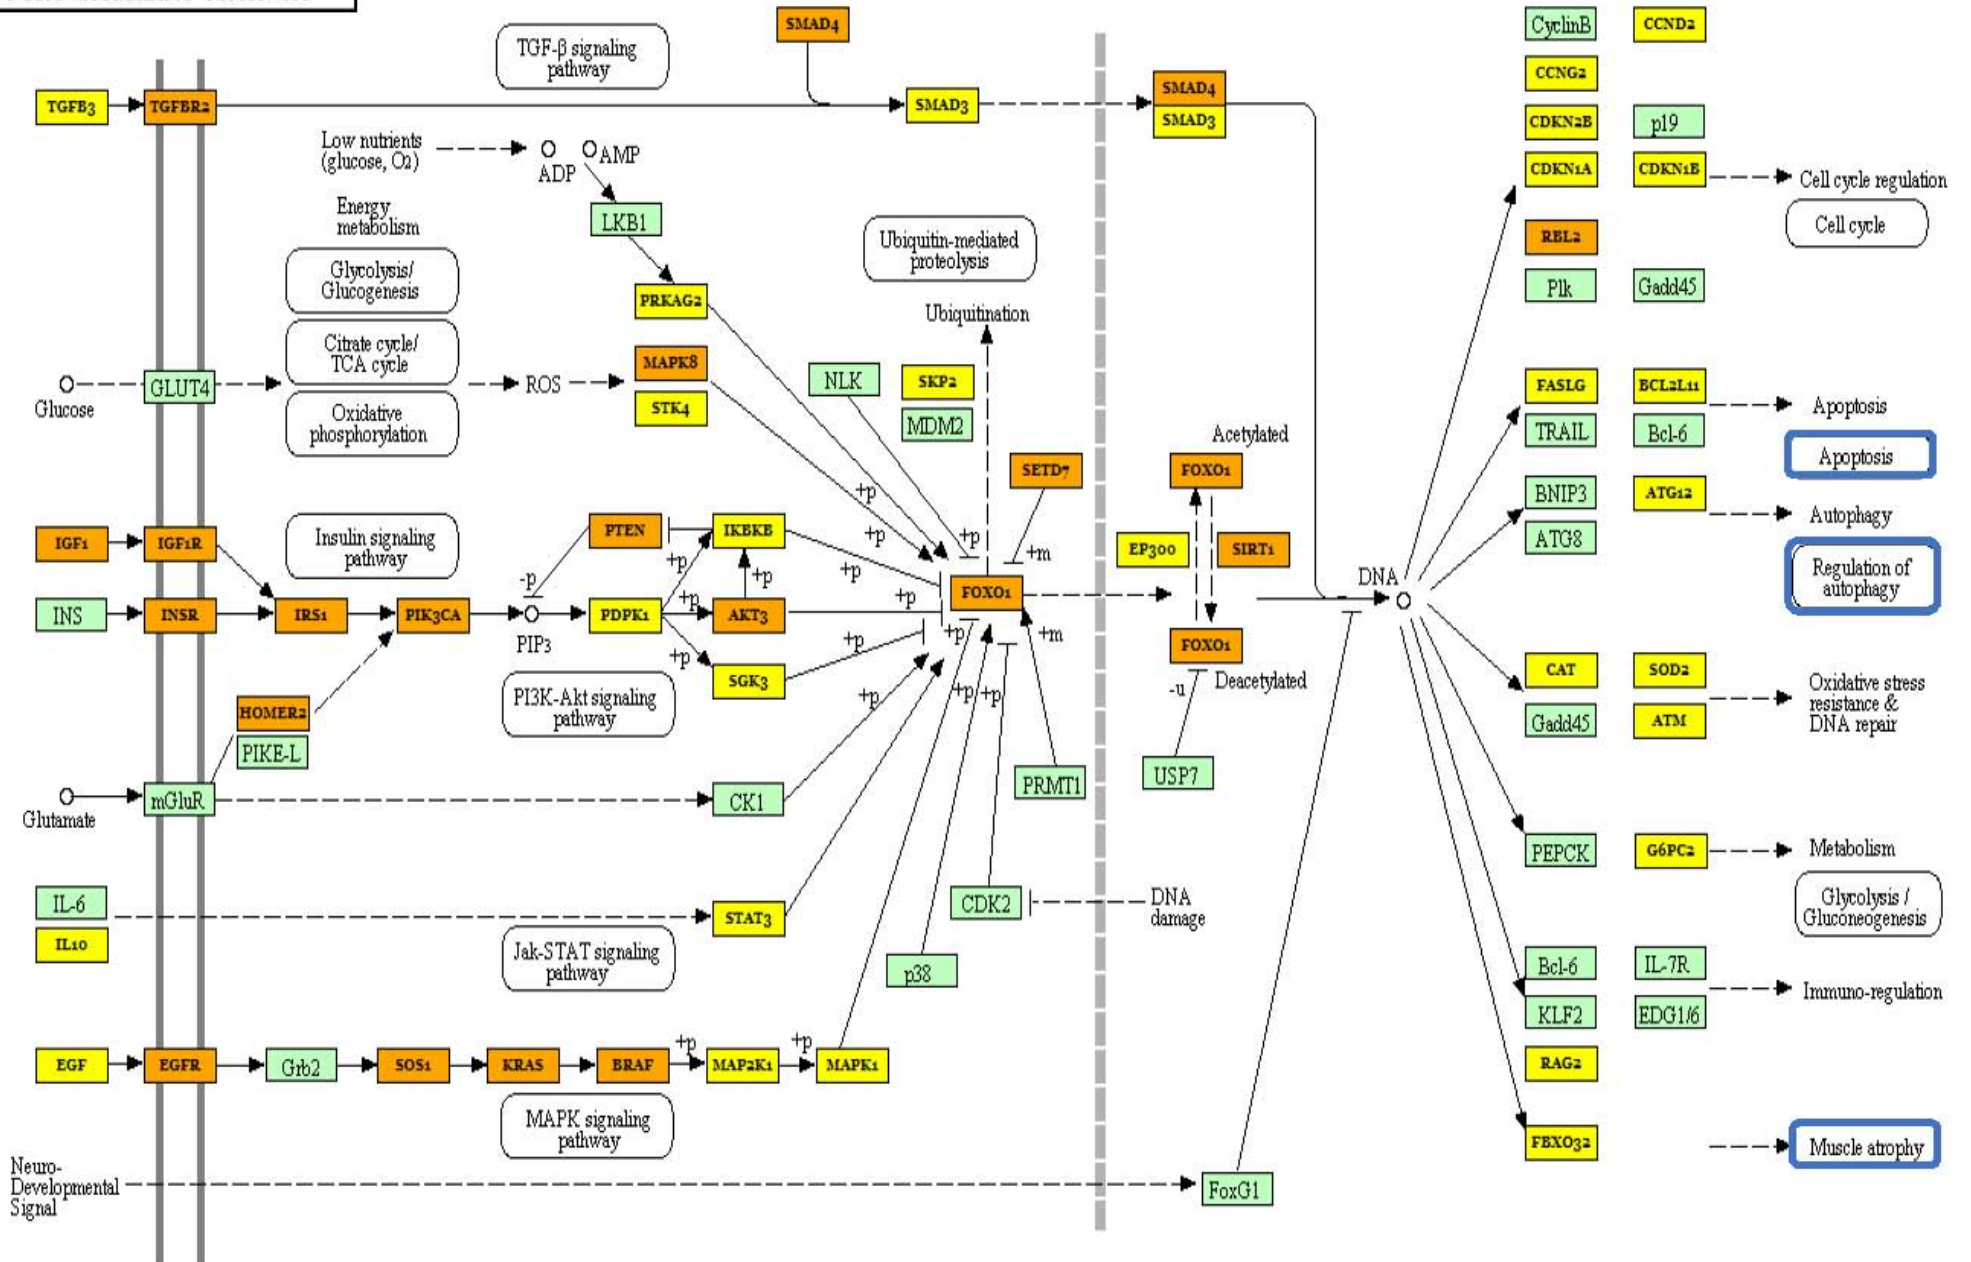 SMAD4
TGF-β signaling
pathway
TGFB3
TGFBR2
SMAD3
SMAD4
SMAD3
Low nutrients
(glucose, O2)
ADP
AMP
LKB1
Energy
metabolism
Glycolysis/
Glucogenesis
Citrate cycle/
TCA cycle
Oxidative
phosphorylation
PRKAG2
Glucose
GLUT4
ROS
MAPK8
STK4
Ubiquitin-mediated
proteolysis
Ubiquitination
NLK
SKP2
MDM2
SETD7
+p
+p
+p
+m
IGF1
IGF1R
Insulin signaling
pathway
PTEN
IKBKB
-p
+p
+p
+p
INS
INSR
IRS1
PIK3CA
PIP3
PDPK1
+p
AKT3
+p
FOXO1
+p
SGK3
+p
+p
+m
PI3K-Akt signaling
pathway
HOMER2
PIKE-L
Glutamate
mGluR
CK1
+p
+p
+p
PRMT1
Acetylated
FOXO1
EP300
SIRT1
FOXO1
Deacetylated
-u
USP7
DNA
IL-6
IL10
STAT3
Jak-STAT signaling
pathway
CDK2
DNA
damage
p38
EGF
EGFR
Grb2
SOS1
KRAS
BRAF
+p
MAP2K1
+p
MAPK1
MAPK signaling
pathway
Neuro-
Developmental
Signal
FoxG1
CyclinB
CCND2
CCNG2
CDKN2B
p19
CDKN1A
CDKN1B
Cell cycle regulation
Cell cycle
RBL2
Plk
Gadd45
FASLG
BCL2L11
Apoptosis
TRAIL
Bcl-6
Apoptosis
BNIP3
ATG12
Autophagy
ATG8
Regulation of
autophagy
CAT
SOD2
Oxidative stress
resistance &
DNA repair
Gadd45
ATM
PEPCK
G6PC2
Metabolism
Glycolysis /
Gluconeogenesis
Bcl-6
IL-7R
Immuno-regulation
KLF2
EDG1/6
RAG2
FBXO32
Muscle atrophy